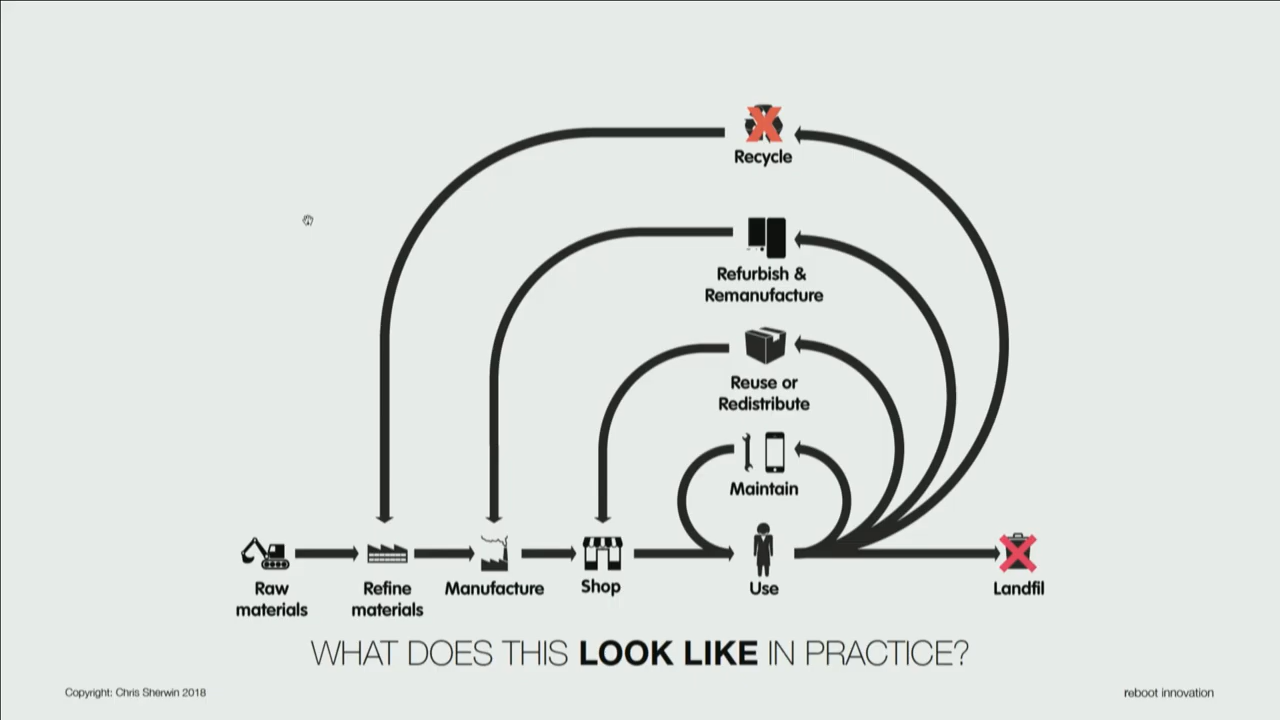 Recycle
Refurbish &
Remanufacture
Reuse or
Redistribute
Maintain
Raw
materials
Refine
materials
Manufacture
Shop
Use
Landfil
WHAT DOES THIS LOOK LIKE IN PRACTICE?
Copyright: Chris Sherwin 2018
reboot innovation